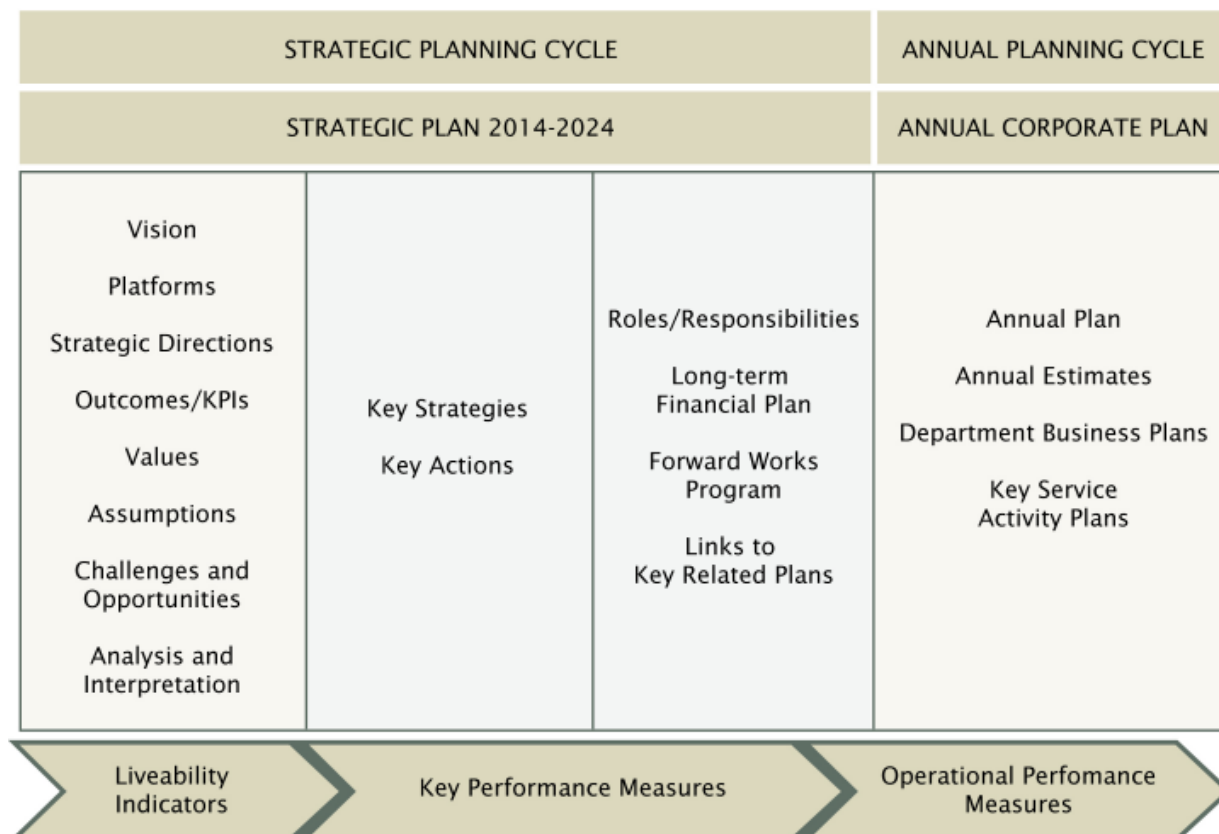 STRATEGIC PLANNING CYCLE
ANNUAL PLANNING CYCLE
STRATEGIC PLAN 2014-2024
ANNUAL CORPORATE PLAN
Vision
Platforms
Strategic Directions
Outcomes/KPIs
Values
Assumptions
Challenges and
Opportunities
Analysis and
Interpretation
Key Strategies
Key Actions
Roles/Responsibilities
Long-term
Financial Plan
Forward Works
Program
Links to
Key Related Plans
Annual Plan
Annual Estimates
Department Business Plans
Key Service
Activity Plans
Liveability
Indicators
Key Performance Measures
Operational Perfomance
Measures